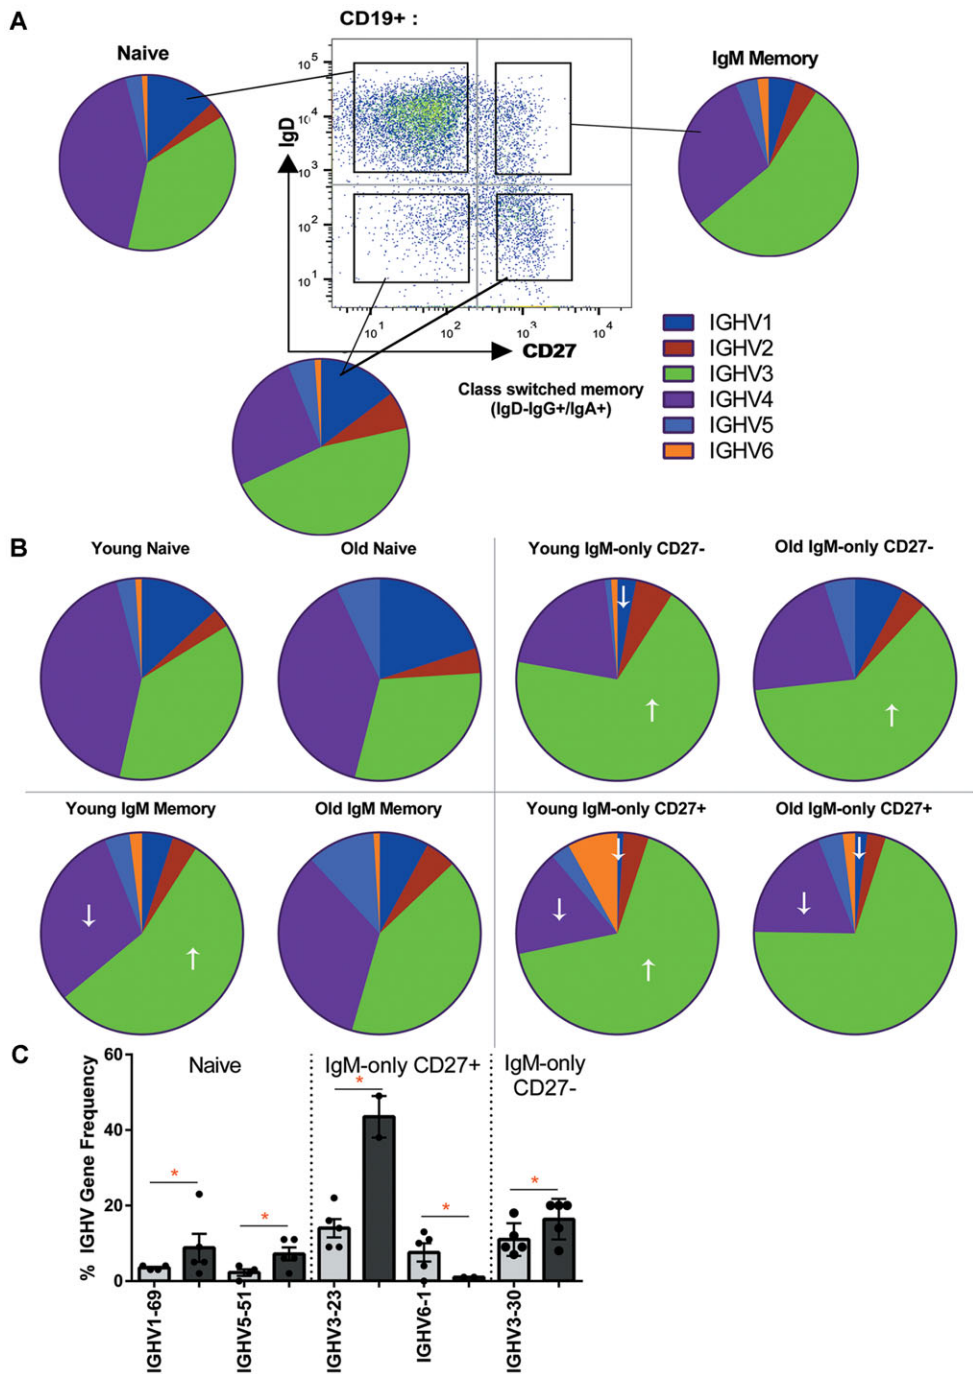 A
CD19+ :
Naive
IgM Memory
IgD
10^5
10^4
10^3
10^2
10^1
10^1
10^2
10^3
10^4
CD27
Class switched memory
(IgD-IgG+/IgA+)
IGHV1
IGHV2
IGHV3
IGHV4
IGHV5
IGHV6
B
Young Naive
Old Naive
Young IgM-only CD27-
Old IgM-only CD27-
↓
↑
↑
Young IgM Memory
Old IgM Memory
Young IgM-only CD27+
Old IgM-only CD27+
↓
↑
↓
↓
↑
↓
↓
C
% IGHV Gene Frequency
60
40
20
0
Naive
IgM-only CD27+
IgM-only
CD27-
*
*
*
*
*
IGHV1-69
IGHV5-51
IGHV3-23
IGHV6-1
IGHV3-30